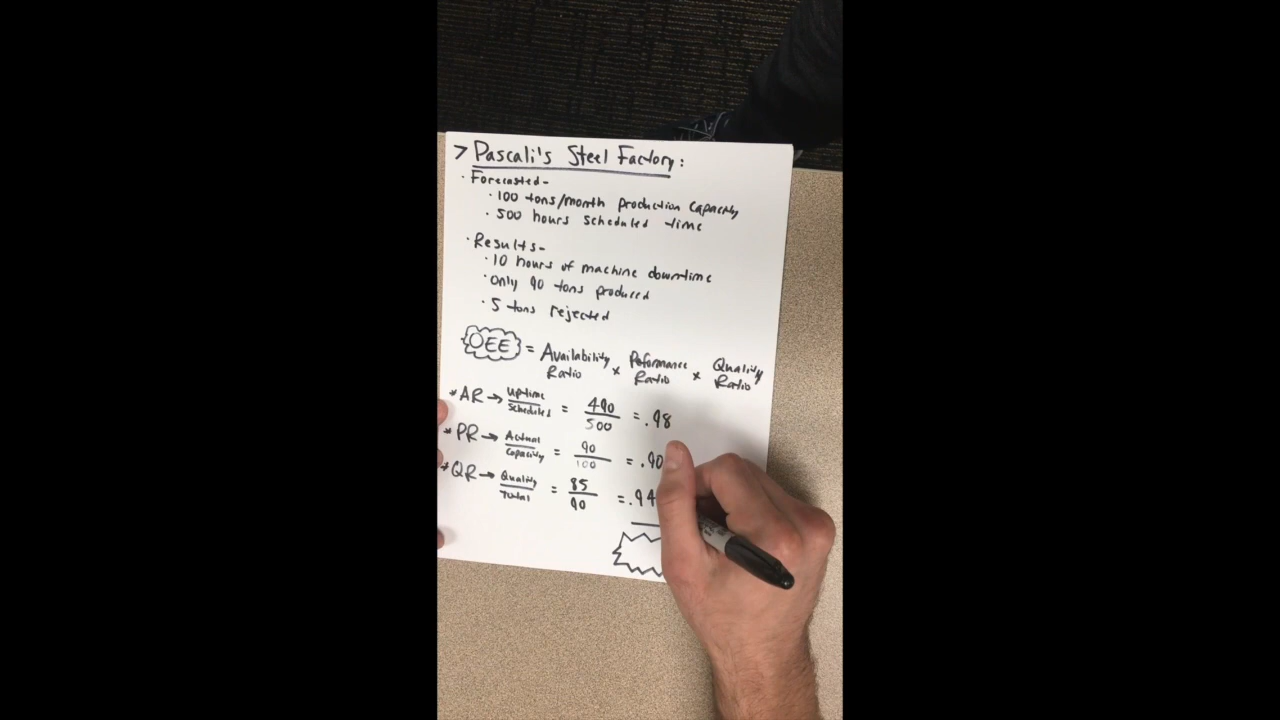 > Pascali's Steel Factory:
· Forecasted-
· 100 tons/month production capacity
· 500 hours scheduled time
· Results-
· 10 hours of machine downtime
· only 90 tons produced
· 5 tons rejected
OEE = Availability Ratio x Peformance Ratio x Quality Ratio
* AR → Uptime/Scheduled = 490/500 = .98
* PR → Actual/Capacity = 90/100 = .90
* QR → Quality/Total = 85/90 = .94